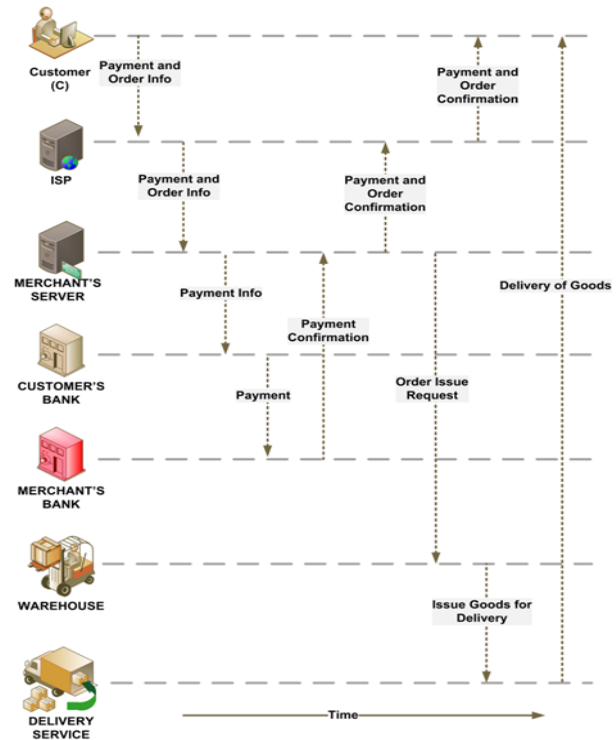 Customer
(C)
Payment and
Order Info
Payment and
Order
Confirmation
ISP
Payment and
Order Info
Payment and
Order
Confirmation
MERCHANT'S
SERVER
Payment Info
Payment
Confirmation
Delivery of Goods
CUSTOMER'S
BANK
Payment
Order Issue
Request
MERCHANT'S
BANK
WAREHOUSE
Issue Goods for
Delivery
DELIVERY
SERVICE
Time